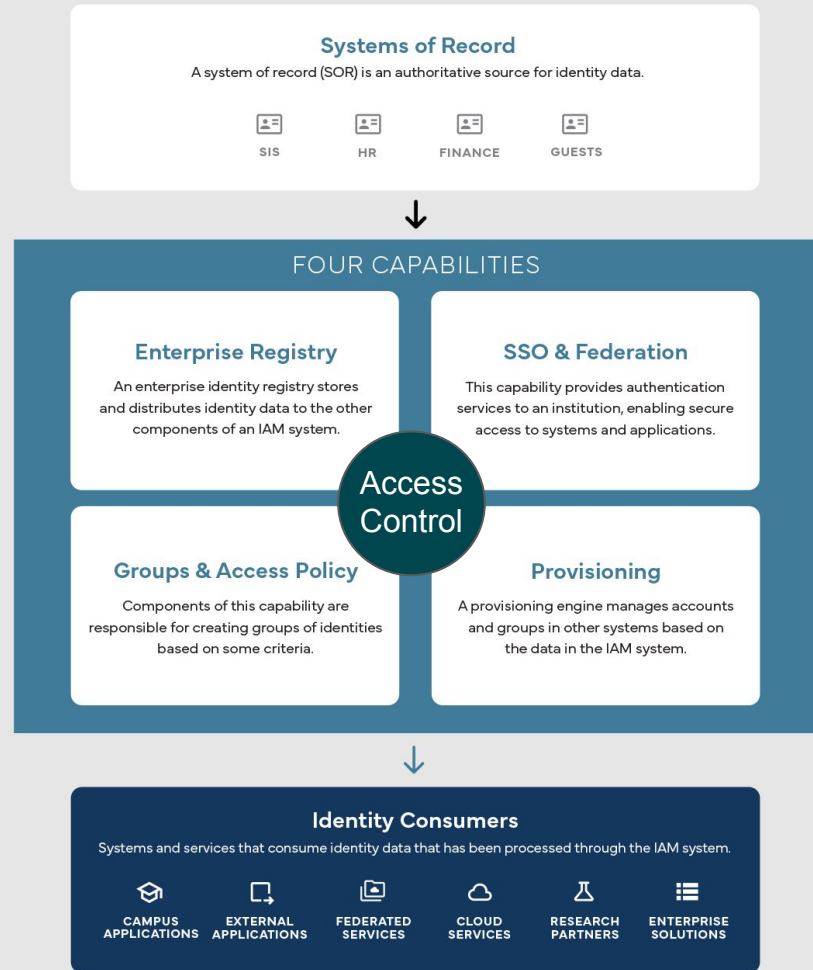 Systems of Record
A system of record (SOR) is an authoritative source for identity data.
SIS
HR
FINANCE
GUESTS
FOUR CAPABILITIES
Enterprise Registry
An enterprise identity registry stores
and distributes identity data to the other
components of an IAM system.
SSO & Federation
This capability provides authentication
services to an institution, enabling secure
access to systems and applications.
Access
Control
Groups & Access Policy
Components of this capability are
responsible for creating groups of identities
based on some criteria.
Provisioning
A provisioning engine manages accounts
and groups in other systems based on
the data in the IAM system.
Identity Consumers
Systems and services that consume identity data that has been processed through the IAM system.
CAMPUS
APPLICATIONS
EXTERNAL
APPLICATIONS
FEDERATED
SERVICES
CLOUD
SERVICES
RESEARCH
PARTNERS
ENTERPRISE
SOLUTIONS